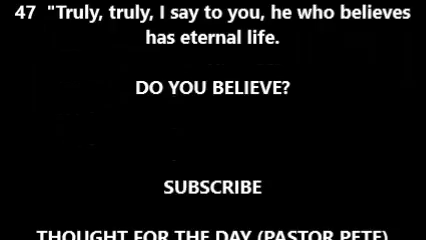 47 "Truly, truly, I say to you, he who believes
has eternal life.
DO YOU BELIEVE?
SUBSCRIBE
THOUGHT FOR THE DAY (PASTOR PETE)